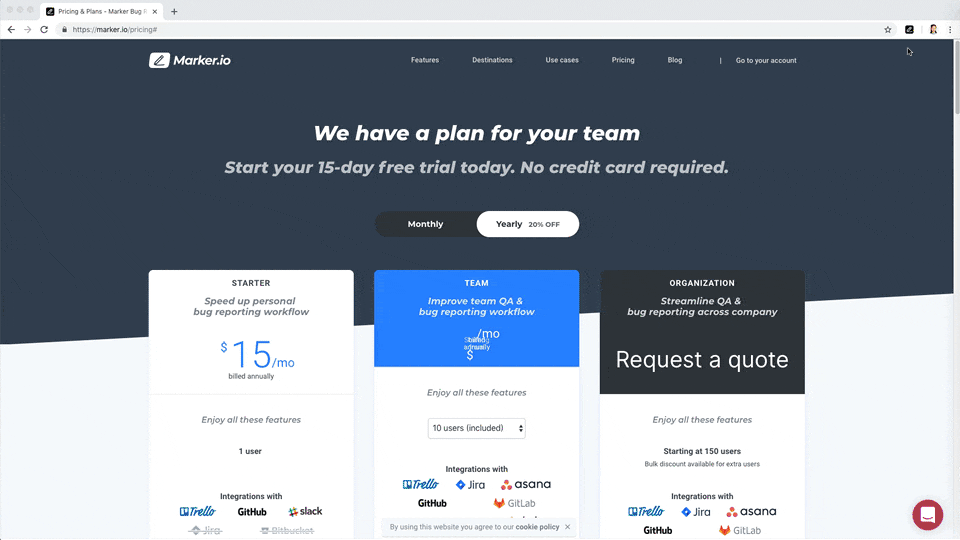 Pricing & Plans - Marker Bug R
https://marker.io/pricing#
Marker.io
Features
Destinations
Use cases
Pricing
Blog
|
Go to your account
We have a plan for your team
Start your 15-day free trial today. No credit card required.
Monthly
Yearly 20% OFF
STARTER
Speed up personal
bug reporting workflow
$15/mo
billed annually
Enjoy all these features
1 user
Integrations with
Trello GitHub slack
Jira Bitbucket
TEAM
Improve team QA &
bug reporting workflow
/mo
annually
$
Enjoy all these features
10 users (included)
Integrations with
Trello Jira asana
GitHub GitLab
ORGANIZATION
Streamline QA &
bug reporting across company
Request a quote
Enjoy all these features
Starting at 150 users
Bulk discount available for extra users
Integrations with
Trello Jira asana
GitHub GitLab
By using this website you agree to our cookie policy ×